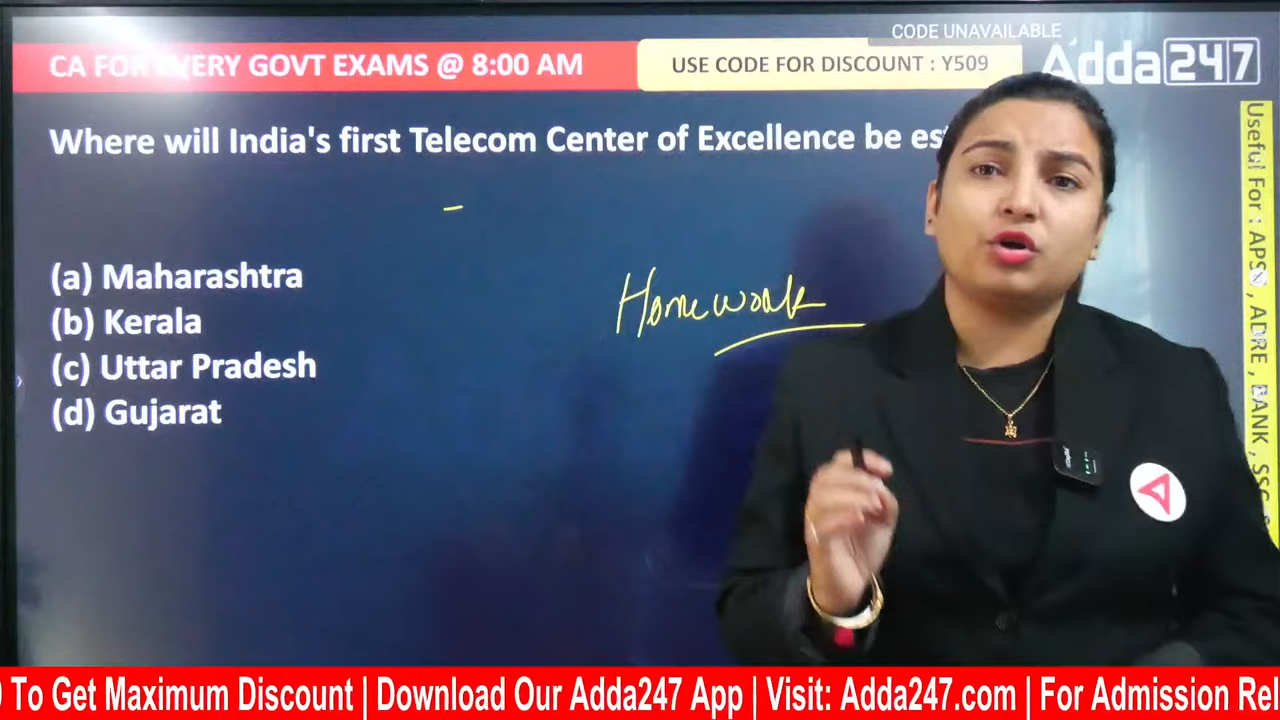 CODE UNAVAILABLE
CA FOR EVERY GOVT EXAMS @ 8:00 AM
USE CODE FOR DISCOUNT : Y509
Adda247
Where will India's first Telecom Center of Excellence be es
(a) Maharashtra
(b) Kerala
(c) Uttar Pradesh
(d) Gujarat
Homework
Useful For : APSC , ADRE , BANK , SSC
To Get Maximum Discount | Download Our Adda247 App | Visit: Adda247.com | For Admission Rel